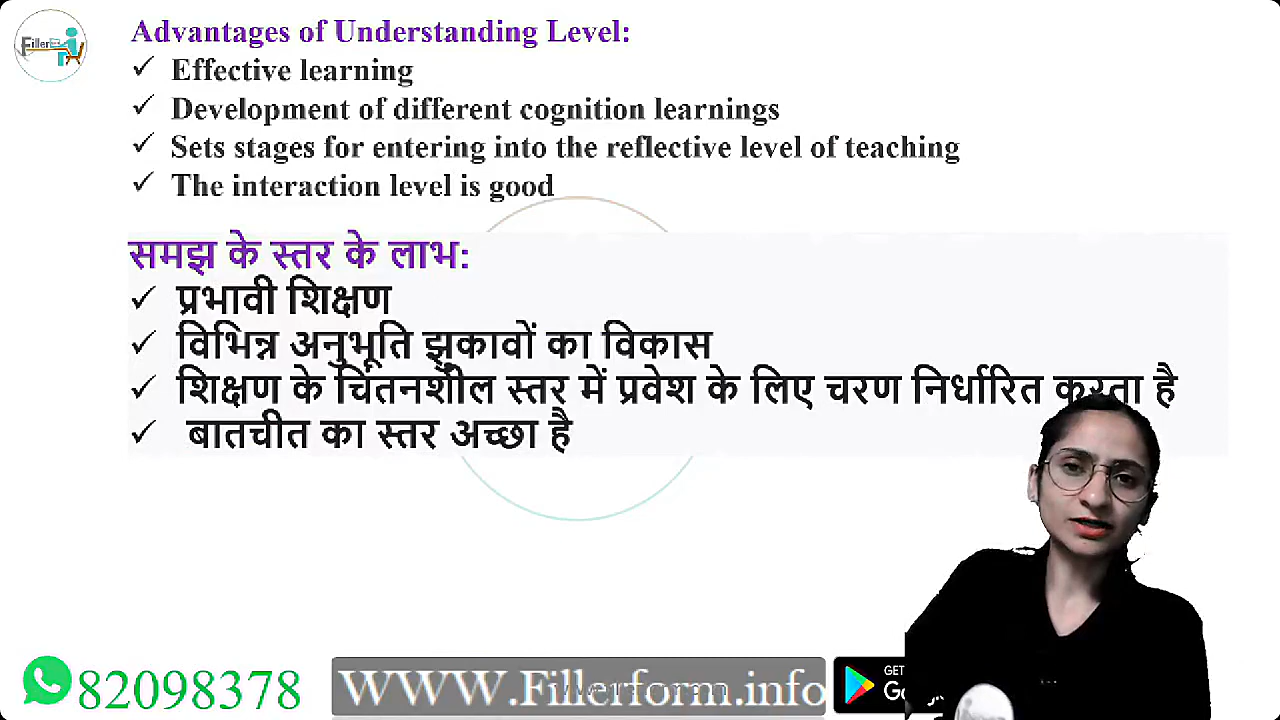 Filler
Advantages of Understanding Level:
✓ Effective learning
✓ Development of different cognition learnings
✓ Sets stages for entering into the reflective level of teaching
✓ The interaction level is good
समझ के स्तर के लाभ:
✓ प्रभावी शिक्षण
✓ विभिन्न अनुभूति झुकावों का विकास
✓ शिक्षण के चिंतनशील स्तर में प्रवेश के लिए चरण निर्धारित करता है
✓ बातचीत का स्तर अच्छा है
82098378
WWW.Fillerform.info
GET